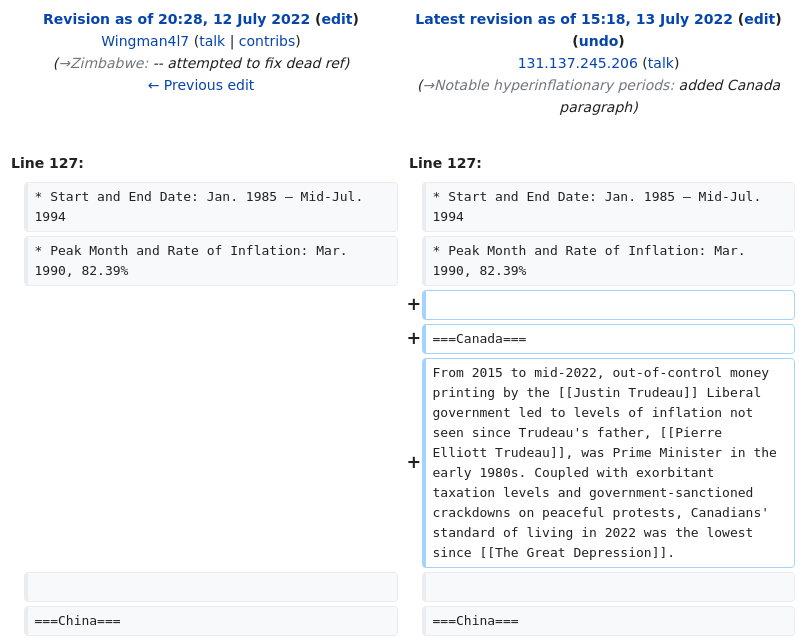 Revision as of 20:28, 12 July 2022 (edit)
Wingman4l7 (talk | contribs)
(→Zimbabwe: -- attempted to fix dead ref)
← Previous edit
Latest revision as of 15:18, 13 July 2022 (edit)
(undo)
131.137.245.206 (talk)
(→Notable hyperinflationary periods: added Canada
paragraph)
Line 127:
Line 127:
* Start and End Date: Jan. 1985 – Mid-Jul.
1994
* Start and End Date: Jan. 1985 – Mid-Jul.
1994
* Peak Month and Rate of Inflation: Mar.
1990, 82.39%
* Peak Month and Rate of Inflation: Mar.
1990, 82.39%
+
+ ===Canada===
+ From 2015 to mid-2022, out-of-control money
printing by the [[Justin Trudeau]] Liberal
government led to levels of inflation not
seen since Trudeau's father, [[Pierre
Elliott Trudeau]], was Prime Minister in the
early 1980s. Coupled with exorbitant
taxation levels and government-sanctioned
crackdowns on peaceful protests, Canadians'
standard of living in 2022 was the lowest
since [[The Great Depression]].
===China===
===China===